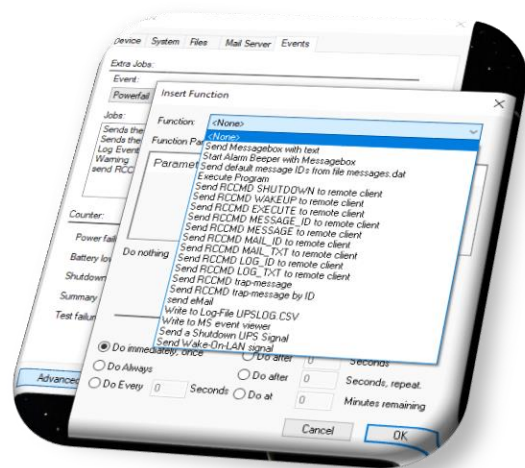 Device System Files Mail Server Events
Extra Jobs:
Event:
Powerfail
Jobs:
Sends the
Sends the
Log Event
Warning
send RCC
Counter:
Power fail
Battery lo
Shutdown
Summary
Test failur
Advanced
Insert Function
Function: <None>
Function Par
<None>
Send Messagebox with text
Start Alarm Beeper with Messagebox
Send default message IDs from file messages.dat
Execute Program
Send RCCMD SHUTDOWN to remote client
Send RCCMD WAKEUP to remote client
Send RCCMD EXECUTE to remote client
Send RCCMD MESSAGE_ID to remote client
Send RCCMD MESSAGE to remote client
Send RCCMD MAIL_ID to remote client
Send RCCMD MAIL_TXT to remote client
Send RCCMD LOG_ID to remote client
Send RCCMD LOG_TXT to remote client
Send RCCMD trap-message
Send RCCMD trap-message by ID
send eMail
Write to Log-File UPSLOG.CSV
Write to MS event viewer
Send a Shutdown UPS Signal
Send Wake-On-LAN signal
Paramet
Do nothing
Do immediately, once
Do after 0 Seconds
Do Always
Do after 0 Seconds, repeat.
Do Every 0 Seconds
Do at 0 Minutes remaining
Cancel OK